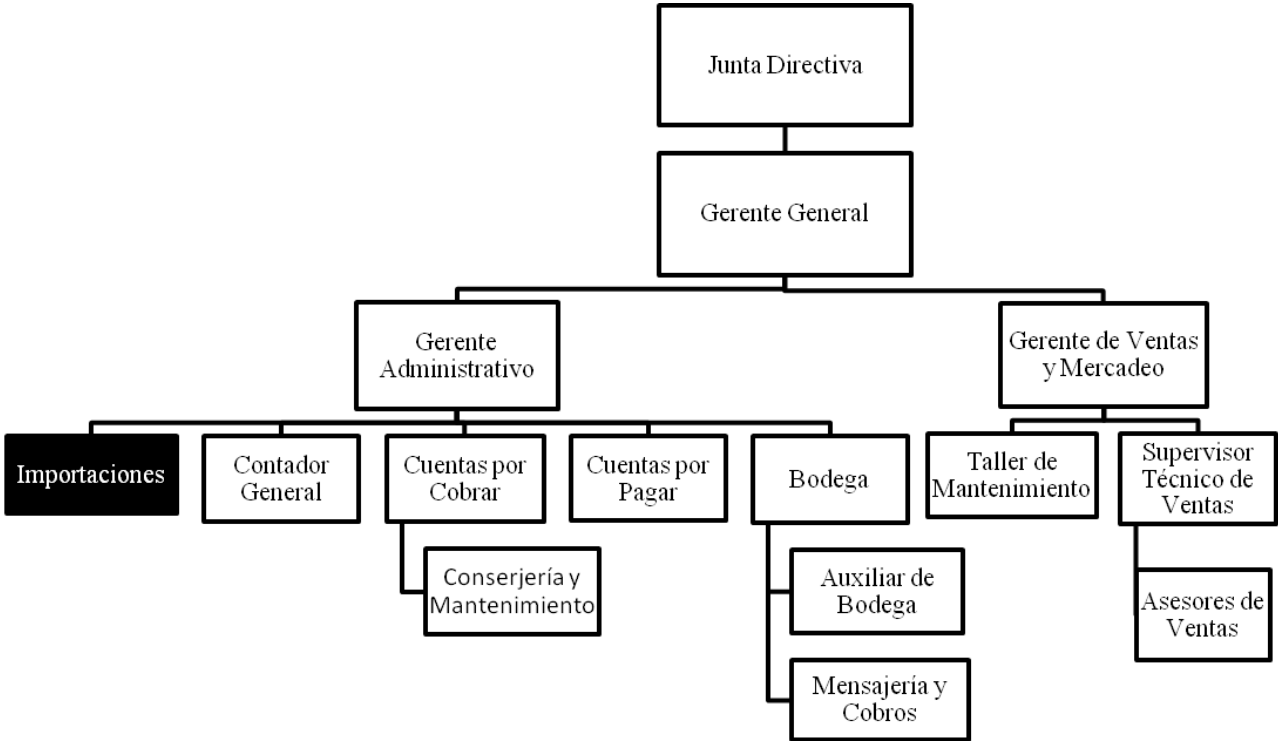 Junta Directiva
Gerente General
Gerente
Administrativo
Gerente de Ventas
y Mercadeo
Importaciones
Contador
General
Cuentas por
Cobrar
Cuentas por
Pagar
Bodega
Taller de
Mantenimiento
Supervisor
Técnico de
Ventas
Conserjería y
Mantenimiento
Auxiliar de
Bodega
Asesores de
Ventas
Mensajería y
Cobros